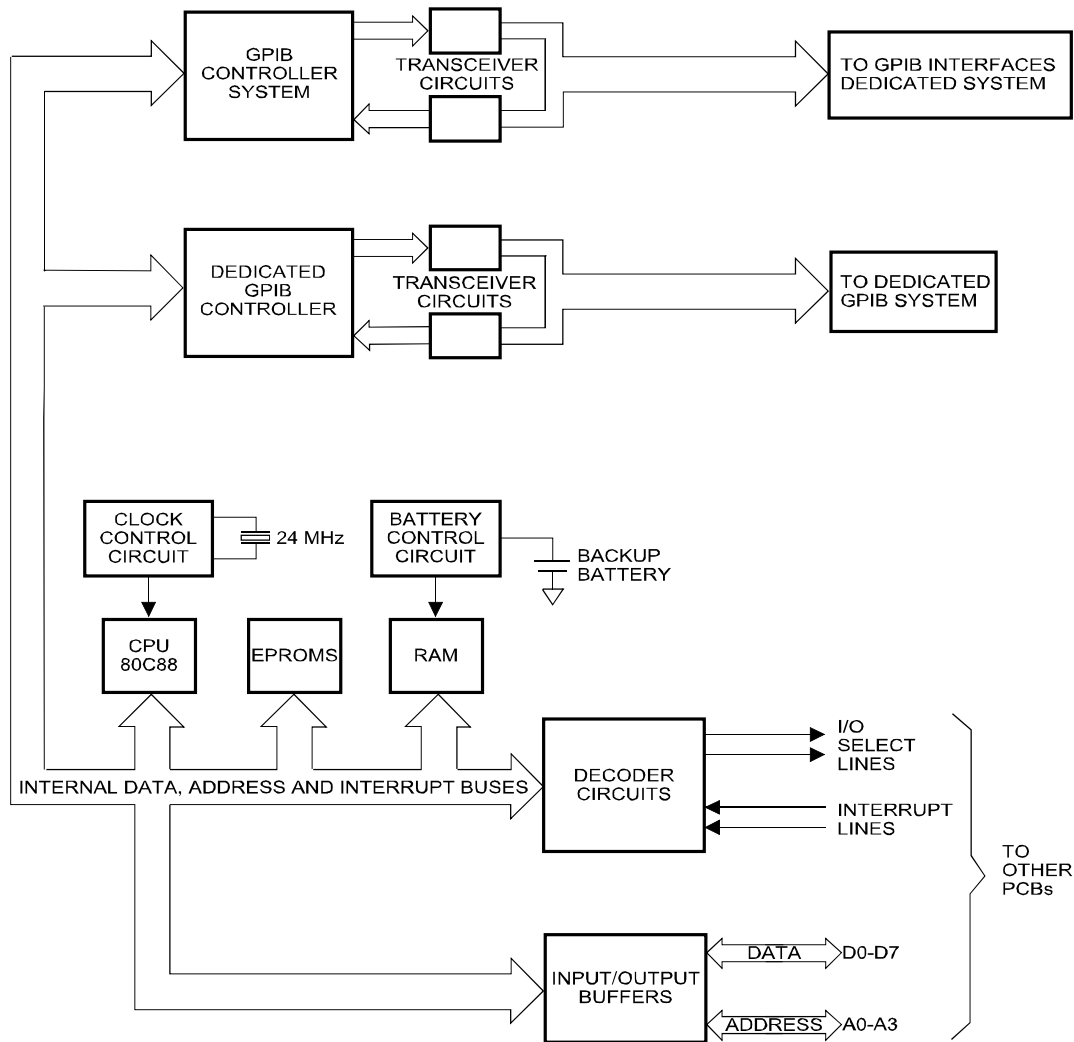 GPIB
CONTROLLER
SYSTEM
TRANSCEIVER
CIRCUITS
TO GPIB INTERFACES
DEDICATED SYSTEM
DEDICATED
GPIB
CONTROLLER
TRANSCEIVER
CIRCUITS
TO DEDICATED
GPIB SYSTEM
CLOCK
CONTROL
CIRCUIT
24 MHz
BATTERY
CONTROL
CIRCUIT
BACKUP
BATTERY
CPU
80C88
EPROMS
RAM
INTERNAL DATA, ADDRESS AND INTERRUPT BUSES
DECODER
CIRCUITS
I/O
SELECT
LINES
INTERRUPT
LINES
TO
OTHER
PCBs
INPUT/OUTPUT
BUFFERS
DATA D0-D7
ADDRESS A0-A3